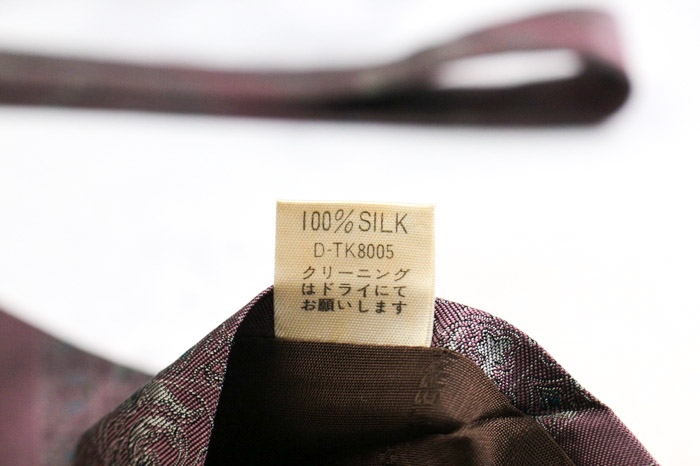 100% SILK
D-TK8005
クリーニング
はドライにて
お願いします